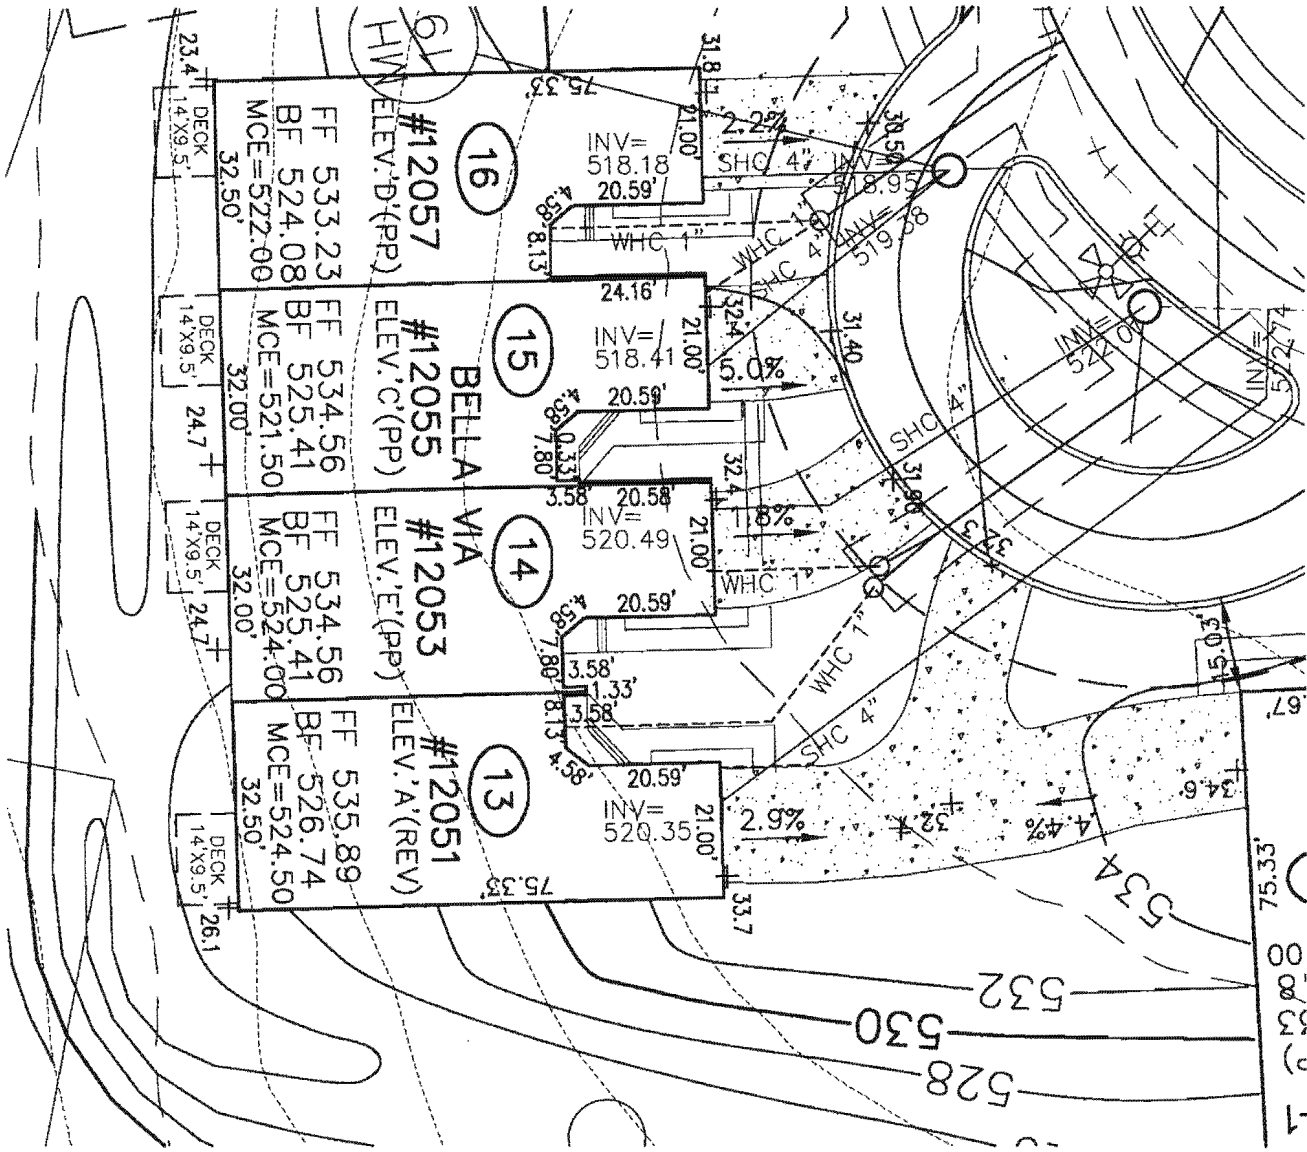 16
#12057
ELEV.'D'(PP)
FF 533.23
BF 524.08
MCE=522.00
32.50'
75.33'
DECK
14'X9.5'
23.4
31.8
21.00'
INV=
518.18
20.59'
4.58'
8.13'
2.2%
SHC 4"
INV=
518.95
30.50
WHC 1"
WHC 1"
SHC 4"
INV=
519.38
15
#12055
ELEV.'C'(PP)
FF 534.56
BF 525.41
MCE=521.50
32.00'
DECK
14'X9.5'
24.7
24.16'
32.4
21.00'
INV=
518.41
20.59'
4.58'
0.33'
7.80'
5.0%
31.40
BELLA VIA
14
#12053
ELEV.'E'(PP)
FF 534.56
BF 525.41
MCE=524.00
32.00'
DECK
14'X9.5'
24.7
3.58'
20.58'
32.4
21.00
INV=
520.49
20.59'
4.58'
7.80'
3.58'
1.33'
1.8%
WHC 1"
31.90
32.3
13
#12051
ELEV.'A'(REV)
FF 535.89
BF 526.74
MCE=524.50
32.50'
DECK
14'X9.5'
26.1
3.58'
8.13'
4.58'
20.59'
INV=
520.35
21.00'
33.7
75.33'
WHC 1"
SHC 4"
2.6%
32
4.4%
34.6
15.03'
.67'
75.33'
SHC 4"
INV=
INV=
MH
534
532
530
528